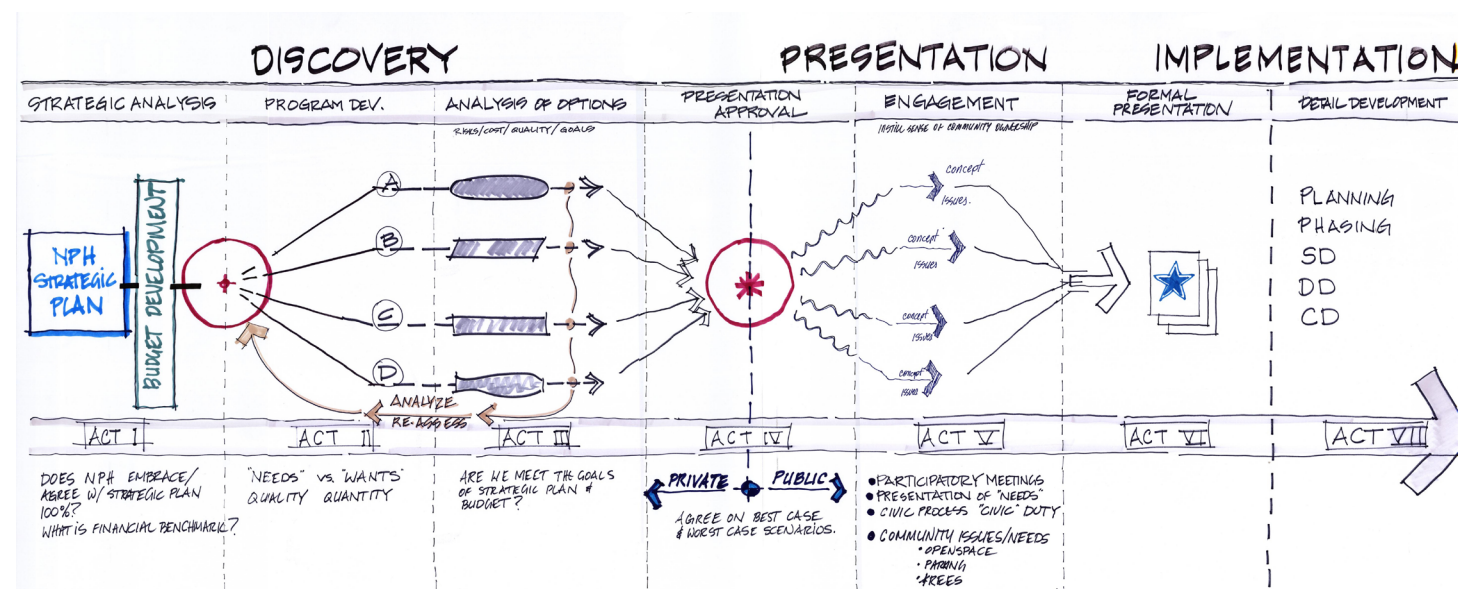 DISCOVERY
PRESENTATION
IMPLEMENTATION
STRATEGIC ANALYSIS
PROGRAM DEV.
ANALYSIS OF OPTIONS
RISKS/COST/QUALITY/GOALS
PRESENTATION
APPROVAL
ENGAGEMENT
INSTILL SENSE OF COMMUNITY OWNERSHIP
FORMAL
PRESENTATION
DETAIL DEVELOPMENT
NPH
STRATEGIC
PLAN
BUDGET DEVELOPMENT
A
B
C
D
ANALYZE
RE-ASSESS
concept
ISSUES.
concept
ISSUES
concept
ISSUES
concept
ISSUES
PLANNING
PHASING
SD
DD
CD
ACT I
ACT II
ACT III
ACT IV
ACT V
ACT VI
ACT VII
DOES NPH EMBRACE/
AGREE W/ STRATEGIC PLAN
100%?
WHAT IS FINANCIAL BENCHMARK?
"NEEDS" VS. "WANTS"
QUALITY QUANTITY
ARE WE MEET THE GOALS
OF STRATEGIC PLAN &
BUDGET?
PRIVATE PUBLIC
AGREE ON BEST CASE
& WORST CASE SCENARIOS.
• PARTICIPATORY MEETINGS
• PRESENTATION OF "NEEDS"
• CIVIC PROCESS "CIVIC" DUTY
• COMMUNITY ISSUES/NEEDS
• OPENSPACE
• PARKING
• TREES